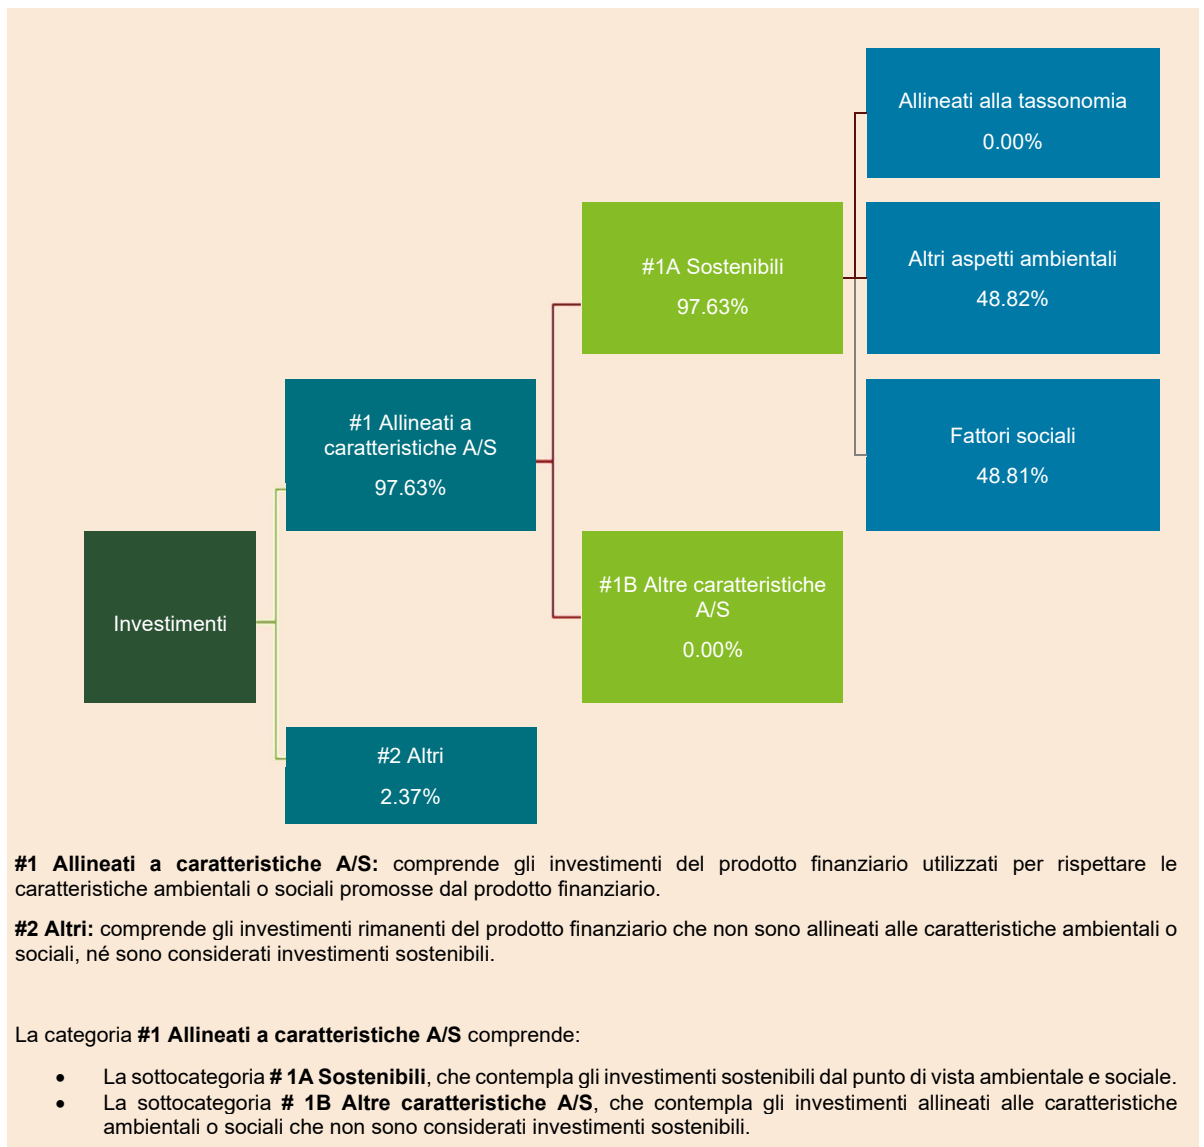 Allineati alla tassonomia
0.00%
#1A Sostenibili
97.63%
Altri aspetti ambientali
48.82%
#1 Allineati a
caratteristiche A/S
97.63%
Fattori sociali
48.81%
Investimenti
#1B Altre caratteristiche
A/S
0.00%
#2 Altri
2.37%
#1 Allineati a caratteristiche A/S: comprende gli investimenti del prodotto finanziario utilizzati per rispettare le
caratteristiche ambientali o sociali promosse dal prodotto finanziario.
#2 Altri: comprende gli investimenti rimanenti del prodotto finanziario che non sono allineati alle caratteristiche ambientali o
sociali, né sono considerati investimenti sostenibili.
La categoria #1 Allineati a caratteristiche A/S comprende:
• La sottocategoria # 1A Sostenibili, che contempla gli investimenti sostenibili dal punto di vista ambientale e sociale.
• La sottocategoria # 1B Altre caratteristiche A/S, che contempla gli investimenti allineati alle caratteristiche
ambientali o sociali che non sono considerati investimenti sostenibili.